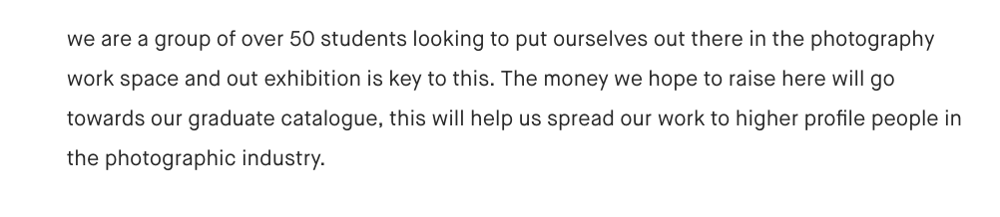 we are a group of over 50 students looking to put ourselves out there in the photography
work space and out exhibition is key to this. The money we hope to raise here will go
towards our graduate catalogue, this will help us spread our work to higher profile people in
the photographic industry.